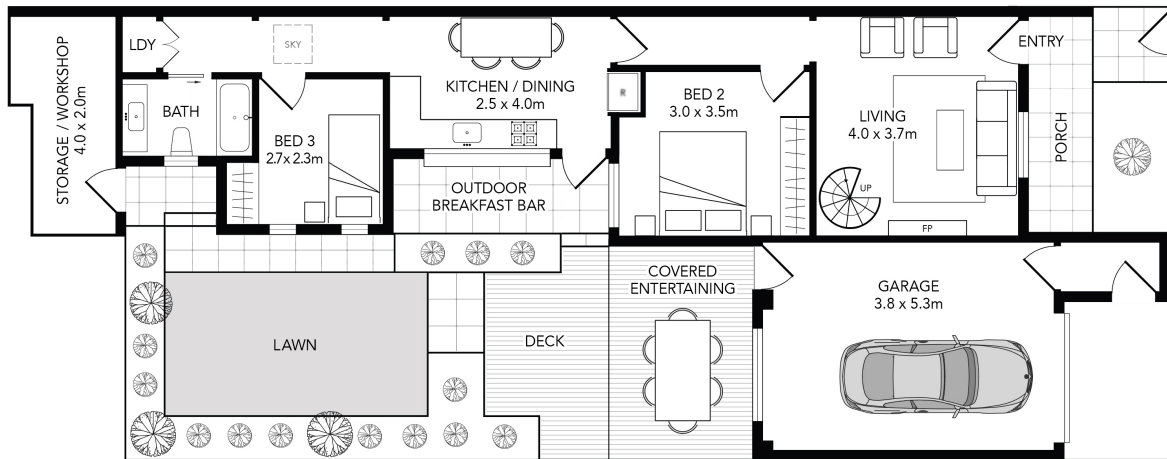 STORAGE / WORKSHOP
4.0 x 2.0m
LDY
SKY
BATH
BED 3
2.7 x 2.3m
KITCHEN / DINING
2.5 x 4.0m
OUTDOOR
BREAKFAST BAR
BED 2
3.0 x 3.5m
LIVING
4.0 x 3.7m
UP
FP
ENTRY
PORCH
LAWN
DECK
COVERED
ENTERTAINING
GARAGE
3.8 x 5.3m